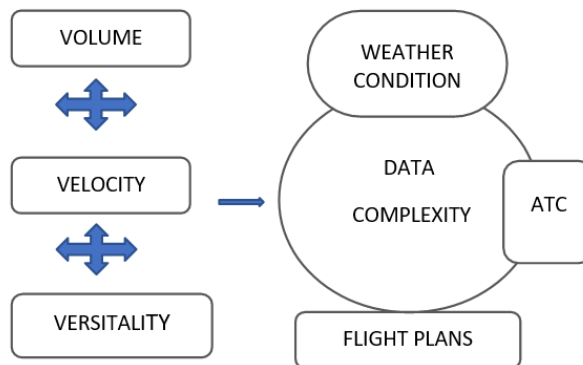 VOLUME
VELOCITY
VERSITALITY
WEATHER
CONDITION
DATA
COMPLEXITY
ATC
FLIGHT PLANS